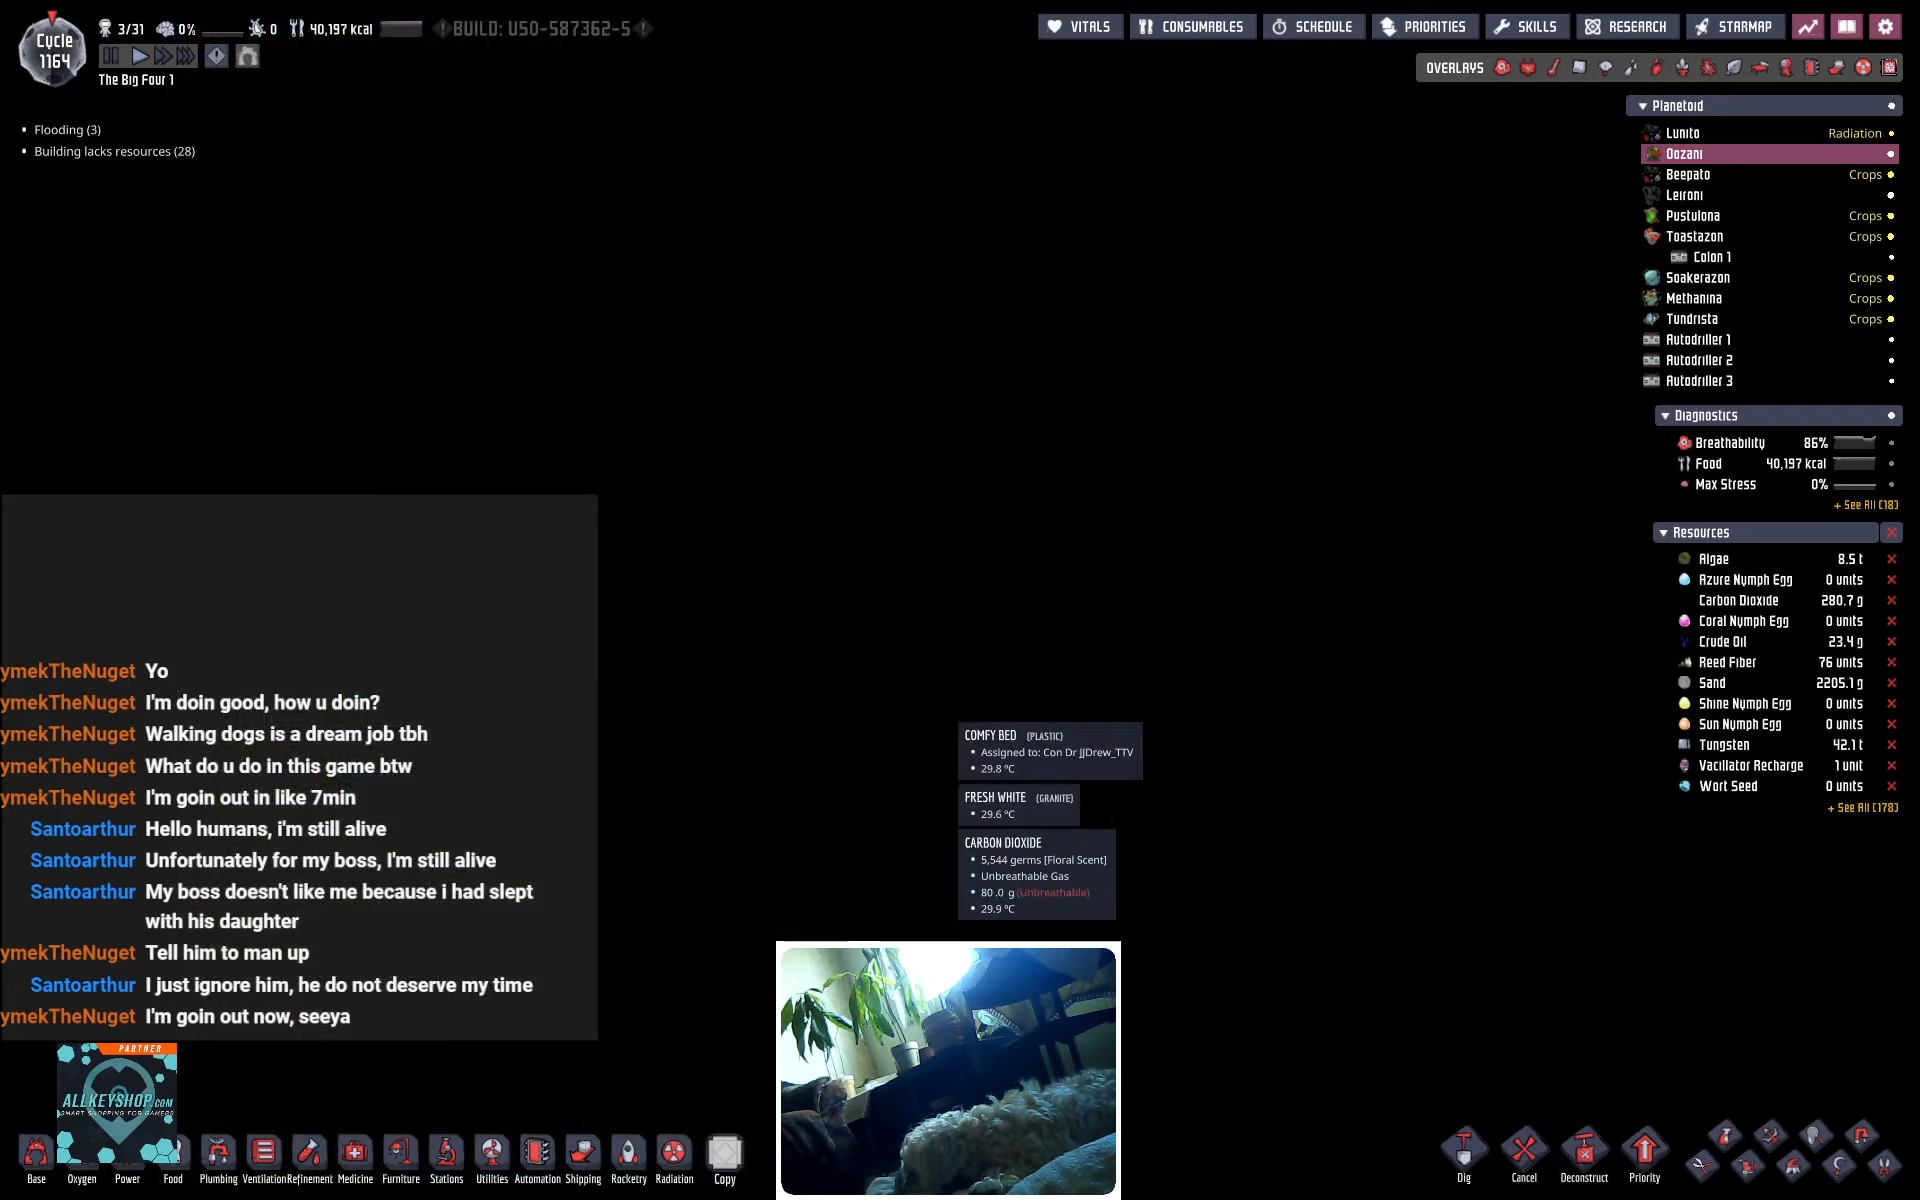 Cycle
1164
3/31
0%
0
40,197 kcal
BUILD: U50-587362-S
The Big Four 1
VITALS
CONSUMABLES
SCHEDULE
PRIORITIES
SKILLS
RESEARCH
STARMAP
OVERLAYS
• Flooding (3)
• Building lacks resources (28)
Planetoid
Lunito Radiation
Oozani
Beepato Crops
Leironi
Pustulona Crops
Toastazon Crops
Colon 1
Soakerazon Crops
Methanina Crops
Tundrista Crops
Autodriller 1
Autodriller 2
Autodriller 3
Diagnostics
Breathability 86%
Food 40,197 kcal
Max Stress 0%
+ See All (18)
Resources
Algae 8.5 t
Azure Nymph Egg 0 units
Carbon Dioxide 280.7 g
Coral Nymph Egg 0 units
Crude Oil 23.4 g
Reed Fiber 76 units
Sand 2205.1 g
Shine Nymph Egg 0 units
Sun Nymph Egg 0 units
Tungsten 42.1 t
Vacillator Recharge 1 unit
Wort Seed 0 units
+ See All (178)
ymekTheNuget Yo
ymekTheNuget I'm doin good, how u doin?
ymekTheNuget Walking dogs is a dream job tbh
ymekTheNuget What do u do in this game btw
ymekTheNuget I'm goin out in like 7min
Santoarthur Hello humans, i'm still alive
Santoarthur Unfortunately for my boss, I'm still alive
Santoarthur My boss doesn't like me because i had slept
with his daughter
ymekTheNuget Tell him to man up
Santoarthur I just ignore him, he do not deserve my time
ymekTheNuget I'm goin out now, seeya
COMFY BED (PLASTIC)
• Assigned to: Con Dr JJDrew_TTV
• 29.8 ºC
FRESH WHITE (GRANITE)
• 29.6 ºC
CARBON DIOXIDE
• 5,544 germs [Floral Scent]
• Unbreathable Gas
• 80.0 g (Unbreathable)
• 29.9 ºC
PARTNER
ALLKEYSHOP.COM
SMART SHOPPING FOR GAMERS
Base
Oxygen
Power
Food
Plumbing
Ventilation
Refinement
Medicine
Furniture
Stations
Utilities
Automation
Shipping
Rocketry
Radiation
Copy
Dig
Cancel
Deconstruct
Priority